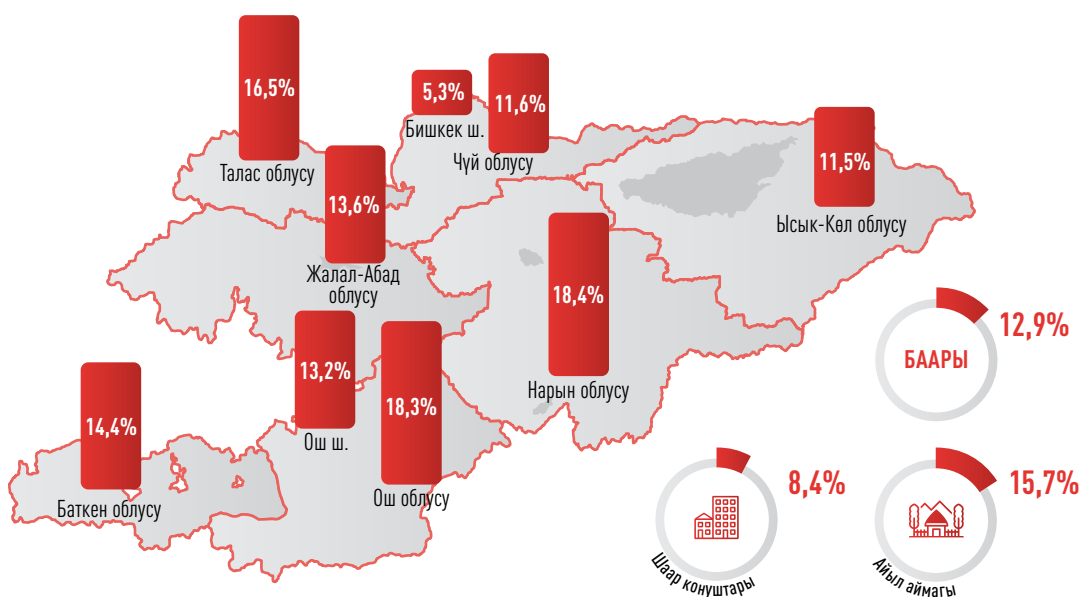 16,5%
Талас облусу
5,3%
Бишкек ш.
11,6%
Чүй облусу
11,5%
Ысык-Көл облусу
13,6%
Жалал-Абад
облусу
18,4%
Нарын облусу
13,2%
Ош ш.
18,3%
Ош облусу
14,4%
Баткен облусу
БААРЫ
12,9%
8,4%
Шаар конуштары
15,7%
Айыл аймагы